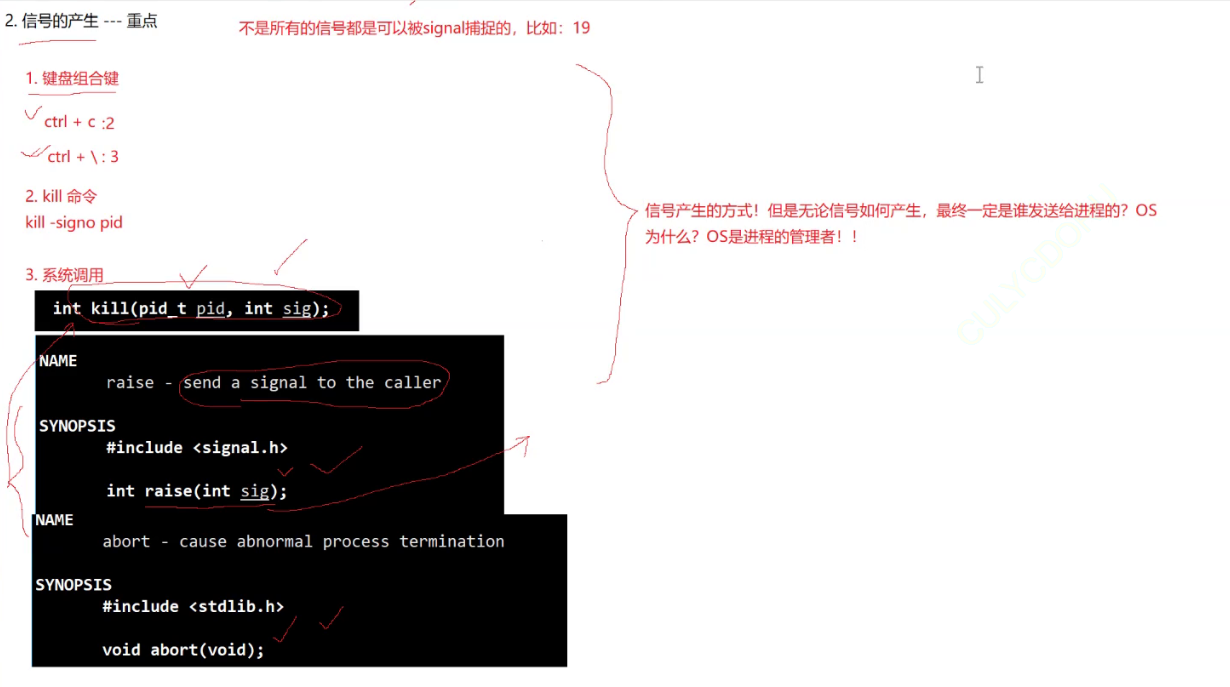 2. 信号的产生 --- 重点
不是所有的信号都是可以被signal捕捉的，比如：19
1. 键盘组合键
ctrl + c :2
ctrl + \ : 3
2. kill 命令
kill -signo pid
信号产生的方式！但是无论信号如何产生，最终一定是谁发送给进程的？OS
为什么？OS是进程的管理者！！
3. 系统调用
int kill(pid_t pid, int sig);
NAME
raise - send a signal to the caller
SYNOPSIS
#include <signal.h>
int raise(int sig);
NAME
abort - cause abnormal process termination
SYNOPSIS
#include <stdlib.h>
void abort(void);